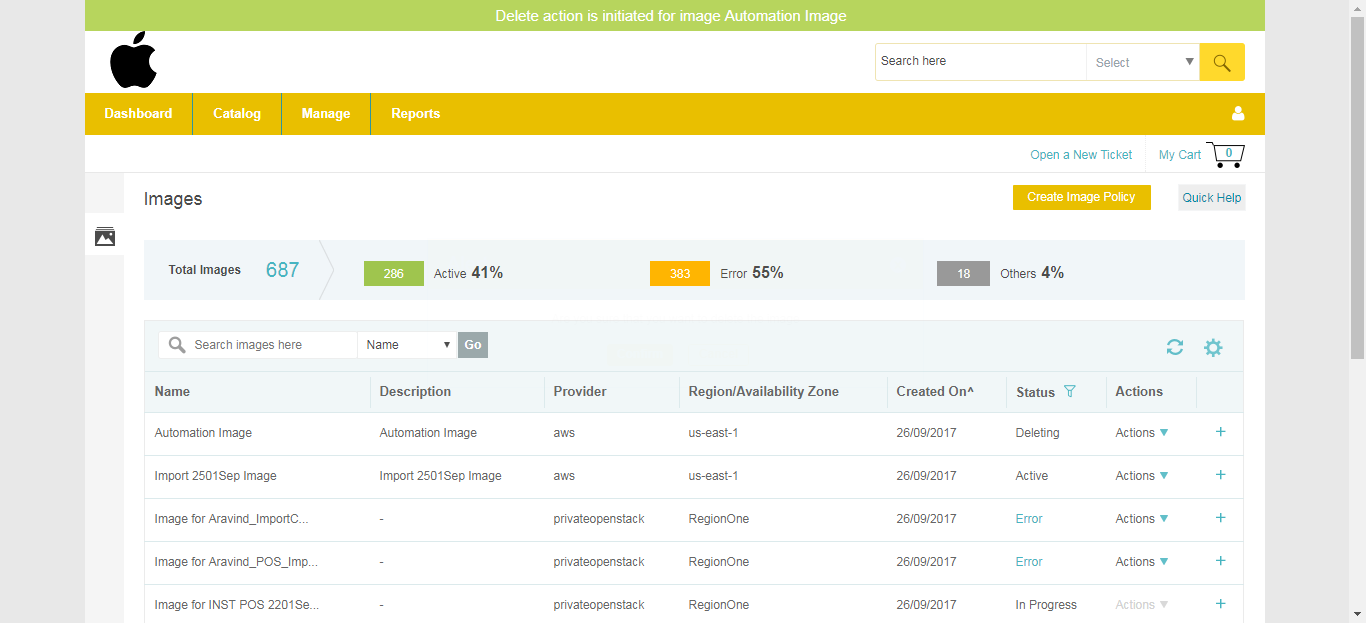 Delete action is initiated for image Automation Image
Search here Select
Dashboard Catalog Manage Reports
Open a New Ticket My Cart 0
Images Create Image Policy Quick Help
Total Images 687 286 Active 41% 383 Error 55% 18 Others 4%
Search images here Name Go
Name Description Provider Region/Availability Zone Created On^ Status Actions
Automation Image Automation Image aws us-east-1 26/09/2017 Deleting Actions +
Import 2501Sep Image Import 2501Sep Image aws us-east-1 26/09/2017 Active Actions +
Image for Aravind_ImportC... - privateopenstack RegionOne 26/09/2017 Error Actions +
Image for Aravind_POS_Imp... - privateopenstack RegionOne 26/09/2017 Error Actions +
Image for INST POS 2201Se... - privateopenstack RegionOne 26/09/2017 In Progress Actions +